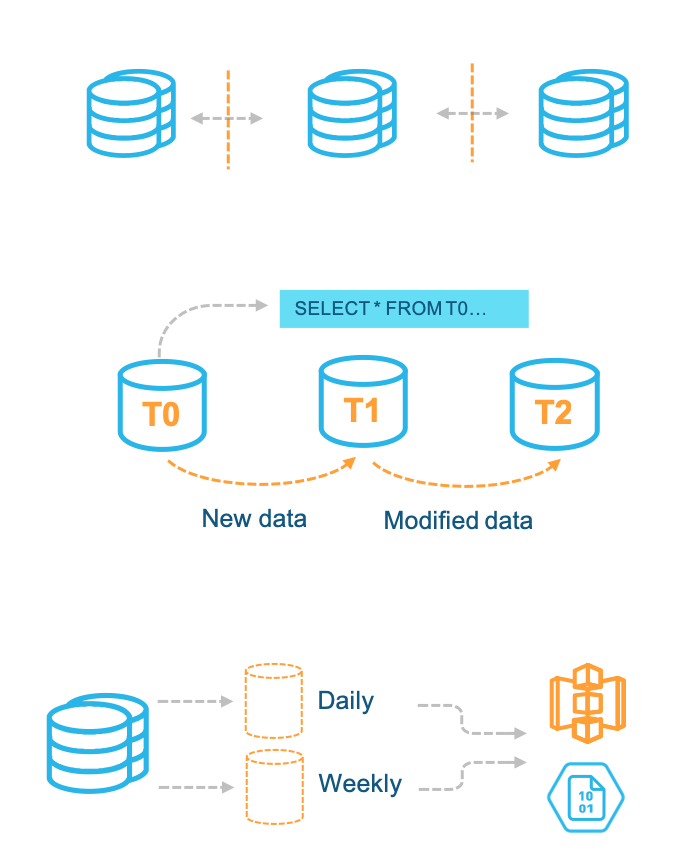 SELECT * FROM T0...
T0
T1
T2
New data
Modified data
Daily
Weekly
10
01